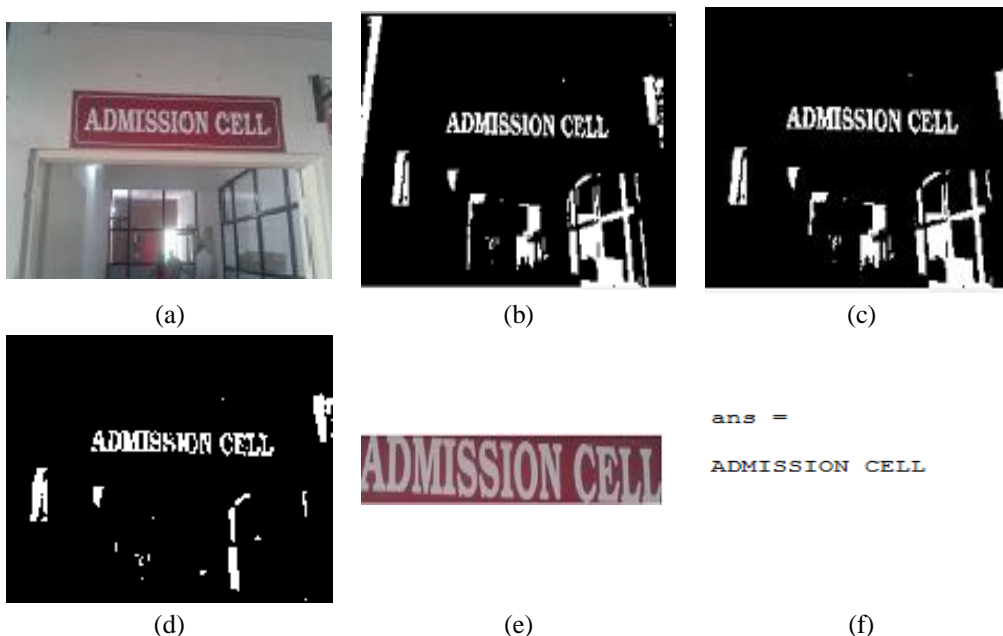 ADMISSION CELL
ADMISSION CELL
ADMISSION CELL
(a)
(b)
(c)
ADMISSION CELL
ADMISSION CELL
ans =
ADMISSION CELL
(d)
(e)
(f)